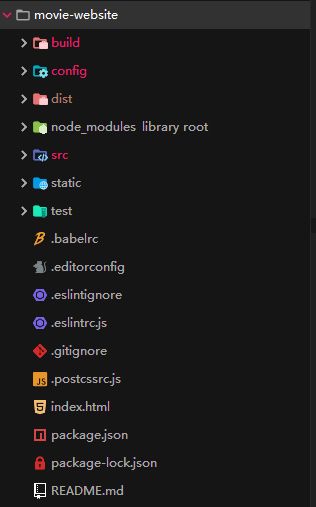 movie-website
build
config
dist
node_modules library root
src
static
test
.babelrc
.editorconfig
.eslintignore
.eslintrc.js
.gitignore
.postcssrc.js
index.html
package.json
package-lock.json
README.md